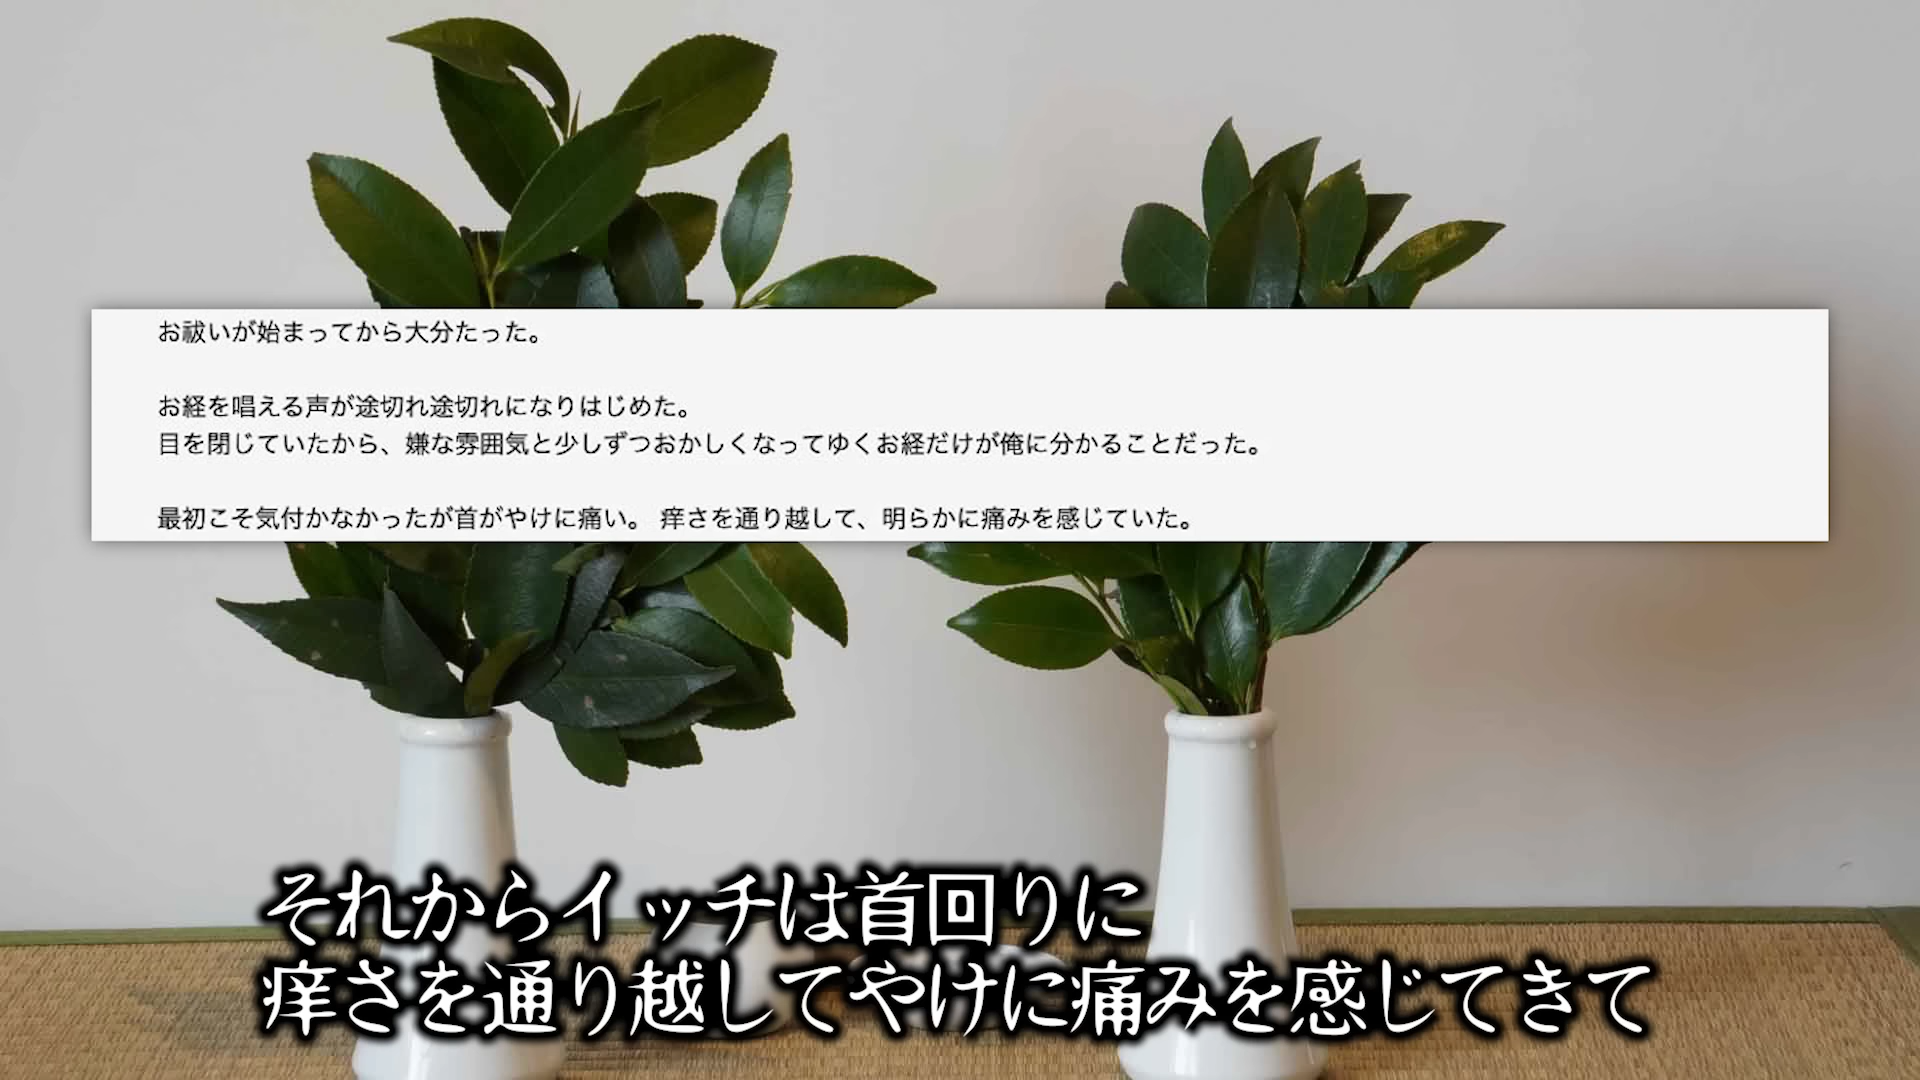 お祓いが始まってから大分たった。
お経を唱える声が途切れ途切れになりはじめた。
目を閉じていたから、嫌な雰囲気と少しずつおかしくなってゆくお経だけが俺に分かることだった。
最初こそ気付かなかったが首がやけに痛い。 痒さを通り越して、明らかに痛みを感じていた。
それからイッチは首回りに
痒さを通り越してやけに痛みを感じてきて